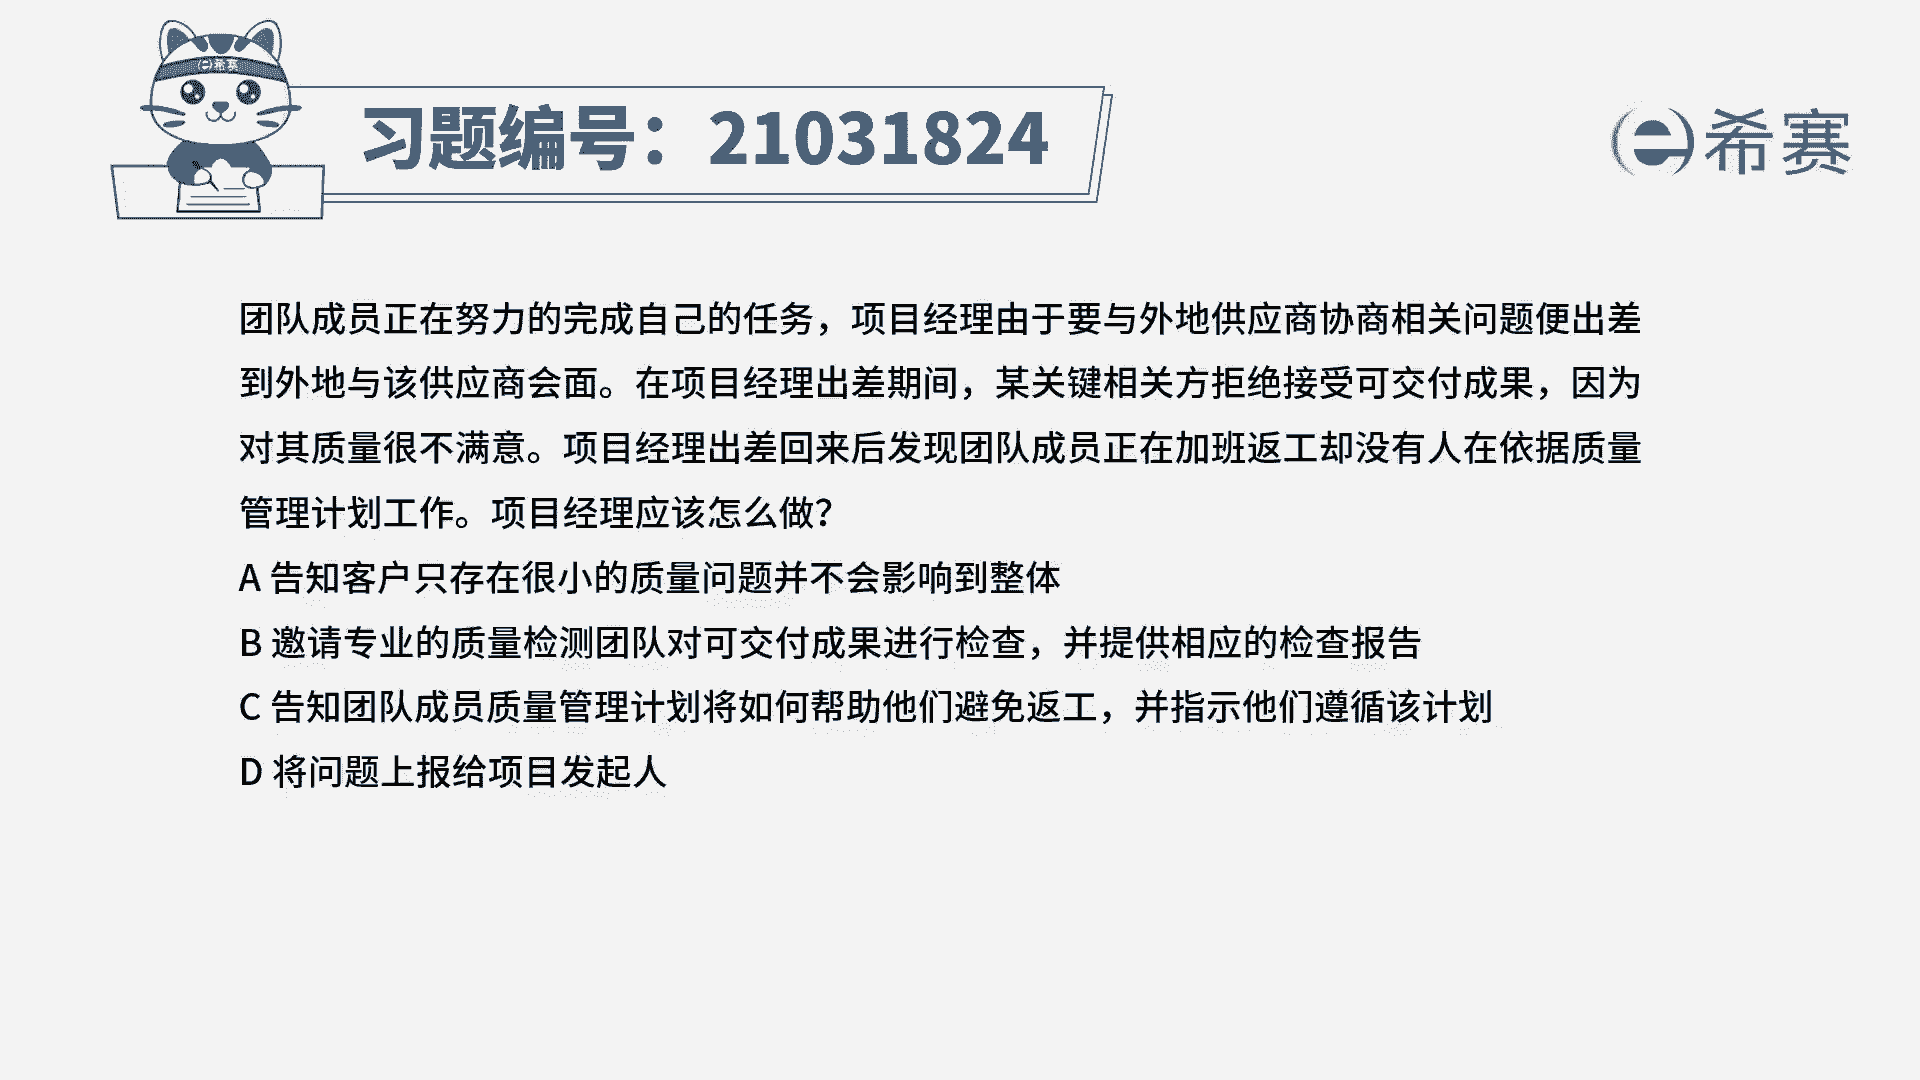 希赛
习题编号：21031824
希赛
团队成员正在努力的完成自己的任务，项目经理由于要与外地供应商协商相关问题便出差
到外地与该供应商会面。在项目经理出差期间，某关键相关方拒绝接受可交付成果，因为
对其质量很不满意。项目经理出差回来后发现团队成员正在加班返工却没有人在依据质量
管理计划工作。项目经理应该怎么做？
A 告知客户只存在很小的质量问题并不会影响到整体
B 邀请专业的质量检测团队对可交付成果进行检查，并提供相应的检查报告
C 告知团队成员质量管理计划将如何帮助他们避免返工，并指示他们遵循该计划
D 将问题上报给项目发起人